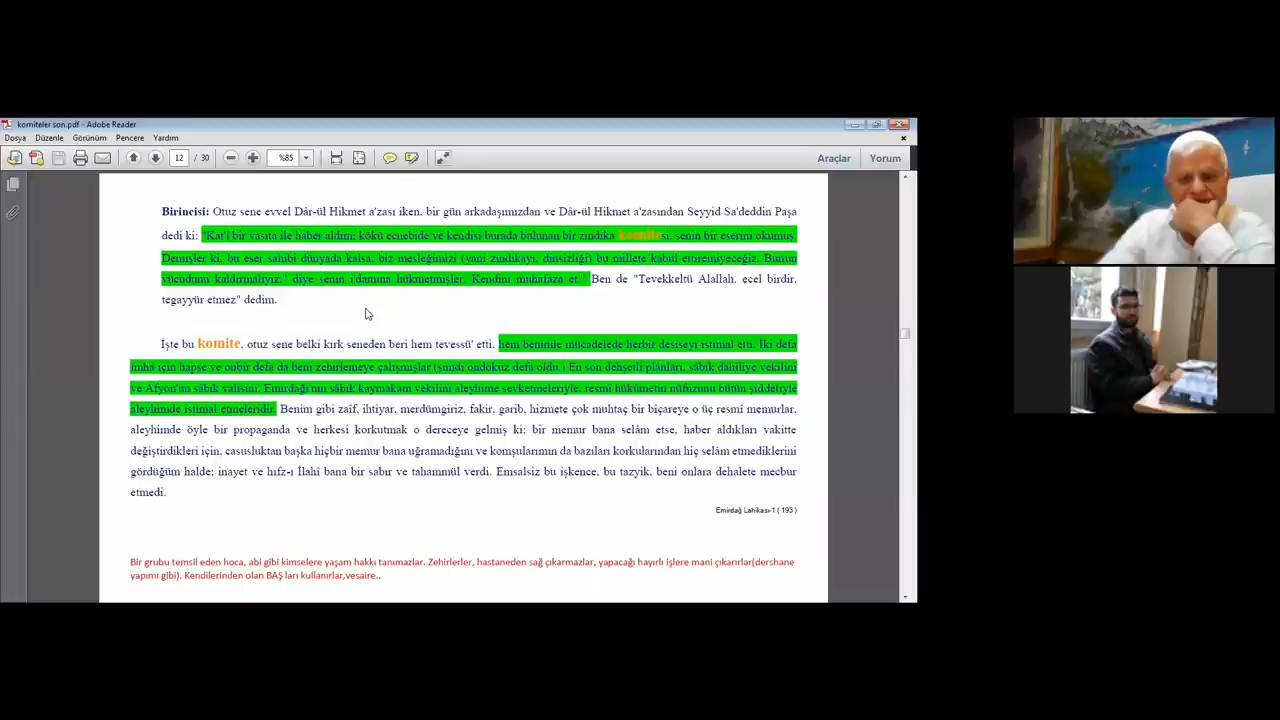 komiteler son.pdf - Adobe Reader
Dosya Düzenle Görünüm Pencere Yardım
12 / 30 %85 Araçlar Yorum
Birincisi: Otuz sene evvel Dâr-ül Hikmet a'zası iken, bir gün arkadaşımızdan ve Dâr-ül Hikmet a'zasından Seyyid Sa'deddin Paşa
dedi ki: "Kat'î bir vasıta ile haber aldım; kökü ecnebide ve kendisi burada bulunan bir zındıka komitesi, senin bir eserini okumuş.
Demişler ki, bu eser sahibi dünyada kalsa, biz mesleğimizi (yani zındıkayı, dinsizliği) bu millete kabul ettiremiyeceğiz. Bunun
vücudunu kaldırmalıyız." diye senin i'damına hükmetmişler. Kendini muhafaza et." Ben de "Tevekkeltü Alallah, ecel birdir,
tegayyür etmez" dedim.
İşte bu komite, otuz sene belki kırk seneden beri hem tevessü' etti, hem benimle mücadelede herbir desiseyi istimal etti. İki defa
imha için hapse ve onbir defa da beni zehirlemeye çalışmışlar (şimdi ondokuz defa oldu.) En son dehşetli plânları, sâbık dâhiliye vekilini
ve Afyon'un sâbık valisini, Emirdağı'nın sâbık kaymakam vekilini aleyhime sevketmeleriyle, resmî hükûmetin nüfuzunu bütün şiddetiyle
aleyhimde istimal etmeleridir. Benim gibi zaîf, ihtiyar, merdümgiriz, fakir, garib, hizmete çok muhtaç bir bîçareye o üç resmî memurlar,
aleyhimde öyle bir propaganda ve herkesi korkutmak o dereceye gelmiş ki; bir memur bana selâm etse, haber aldıkları vakitte
değiştirdikleri için, casusluktan başka hiçbir memur bana uğramadığını ve komşularımın da bazıları korkularından hiç selâm etmediklerini
gördüğüm halde; inayet ve hıfz-ı İlahî bana bir sabır ve tahammül verdi. Emsalsiz bu işkence, bu tazyik, beni onlara dehalete mecbur
etmedi.
Emirdağ Lahikası-1 ( 193 )
Bir grubu temsil eden hoca, abi gibi kimselere yaşam hakkı tanımazlar. Zehirlerler, hastaneden sağ çıkarmazlar, yapacağı hayırlı işlere mani çıkarırlar(dershane
yapımı gibi). Kendilerinden olan BAŞ ları kullanırlar,vesaire..